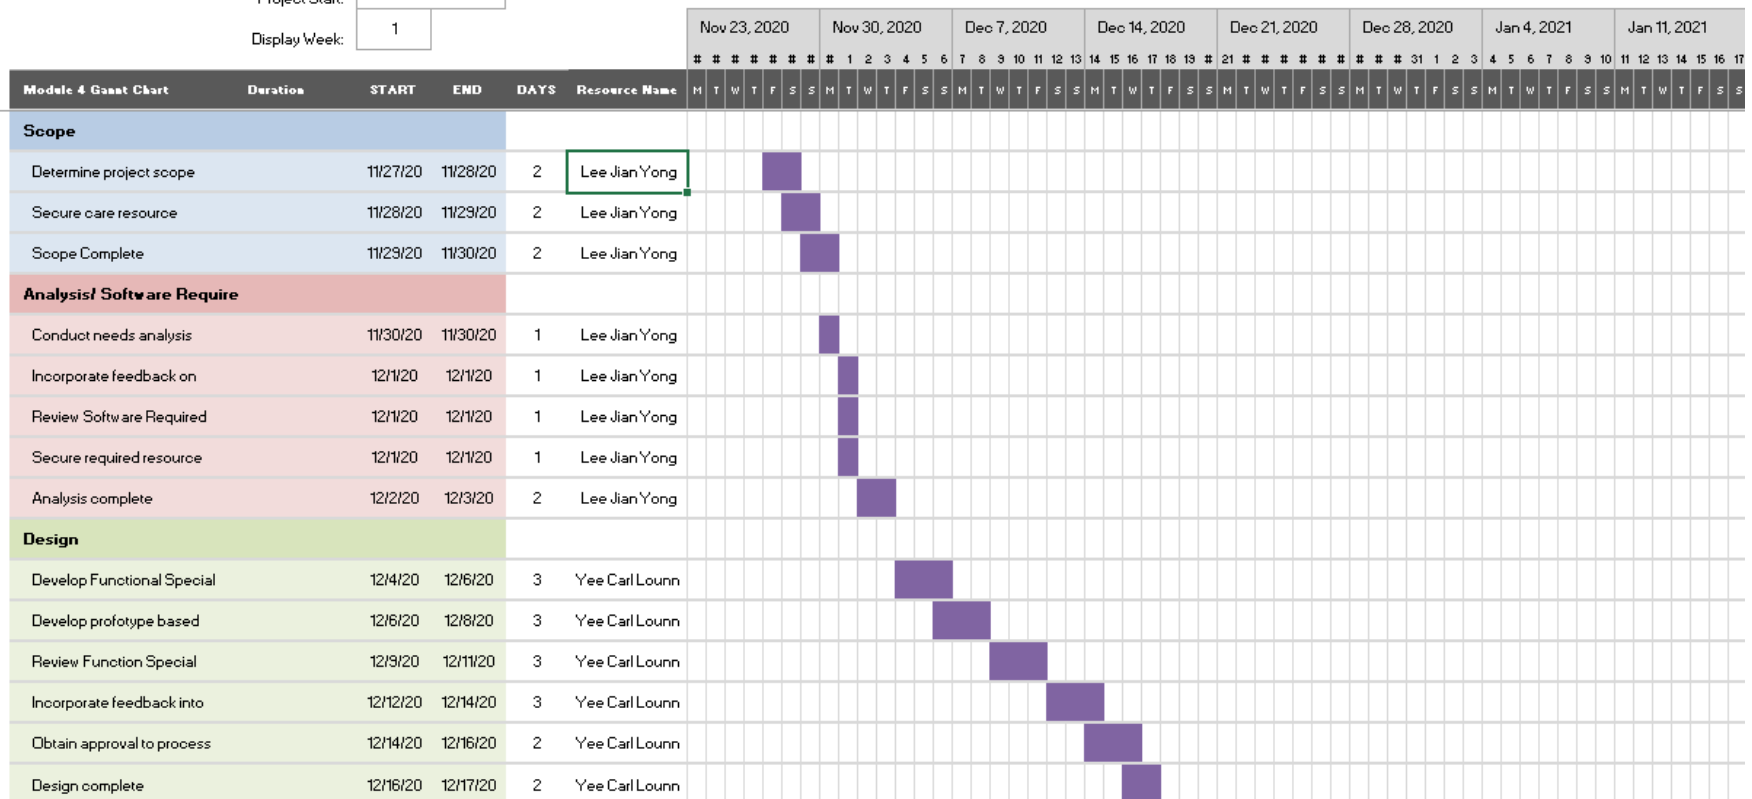 Project Start:
Display Week: 1
Nov 23, 2020 Nov 30, 2020 Dec 7, 2020 Dec 14, 2020 Dec 21, 2020 Dec 28, 2020 Jan 4, 2021 Jan 11, 2021
# # # # # # # # 1 2 3 4 5 6 7 8 9 10 11 12 13 14 15 16 17 18 19 # 21 # # # # # # # # # 31 1 2 3 4 5 6 7 8 9 10 11 12 13 14 15 16 17
Module 4 Gannt Chart Duration START END DAYS Resource Name M T W T F S S M T W T F S S M T W T F S S M T W T F S S M T W T F S S M T W T F S S M T W T F S S M T W T F S S
Scope
Determine project scope 11/27/20 11/28/20 2 Lee Jian Yong
Secure care resource 11/28/20 11/29/20 2 Lee Jian Yong
Scope Complete 11/29/20 11/30/20 2 Lee Jian Yong
Analysis/ Software Require
Conduct needs analysis 11/30/20 11/30/20 1 Lee Jian Yong
Incorporate feedback on 12/1/20 12/1/20 1 Lee Jian Yong
Review Software Required 12/1/20 12/1/20 1 Lee Jian Yong
Secure required resource 12/1/20 12/1/20 1 Lee Jian Yong
Analysis complete 12/2/20 12/3/20 2 Lee Jian Yong
Design
Develop Functional Special 12/4/20 12/6/20 3 Yee Carl Lounn
Develop profotype based 12/6/20 12/8/20 3 Yee Carl Lounn
Review Function Special 12/9/20 12/11/20 3 Yee Carl Lounn
Incorporate feedback into 12/12/20 12/14/20 3 Yee Carl Lounn
Obtain approval to process 12/14/20 12/16/20 2 Yee Carl Lounn
Design complete 12/16/20 12/17/20 2 Yee Carl Lounn